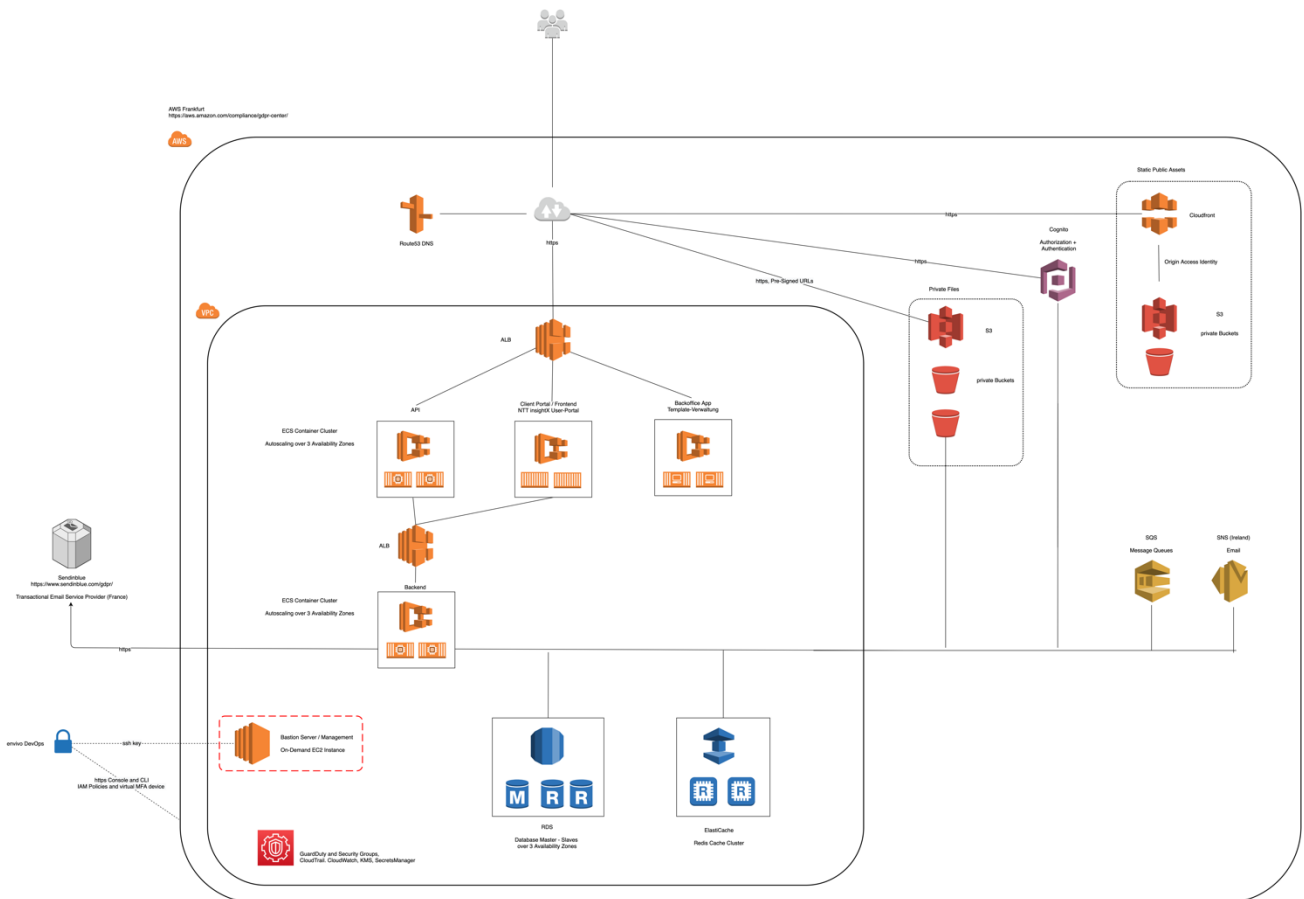 AWS Frankfurt
https://aws.amazon.com/compliance/gdpr-center/
AWS
Static Public Assets
Cloudfront
Route53 DNS
https
https
Cognito
Authorization +
Authentication
https
Origin Access Identity
https, Pre-Signed URLs
Private Files
VPC
S3
private Buckets
S3
private Buckets
ALB
API
Client Portal / Frontend
NTT insightX User-Portal
Backoffice App
Template-Verwaltung
ECS Container Cluster
Autoscaling over 3 Availability Zones
ALB
SQS
Message Queues
SNS (Ireland)
Email
Sendinblue
https://www.sendinblue.com/gdpr/
Transactional Email Service Provider (France)
Backend
ECS Container Cluster
Autoscaling over 3 Availability Zones
https
envivo DevOps
ssh key
Bastion Server / Management
On-Demand EC2 Instance
https Console and CLI
IAM Policies and virtual MFA device
M R R
R R
RDS
Database Master - Slaves
over 3 Availability Zones
ElastiCache
Redis Cache Cluster
GuardDuty and Security Groups,
CloudTrail. CloudWatch, KMS, SecretsManager